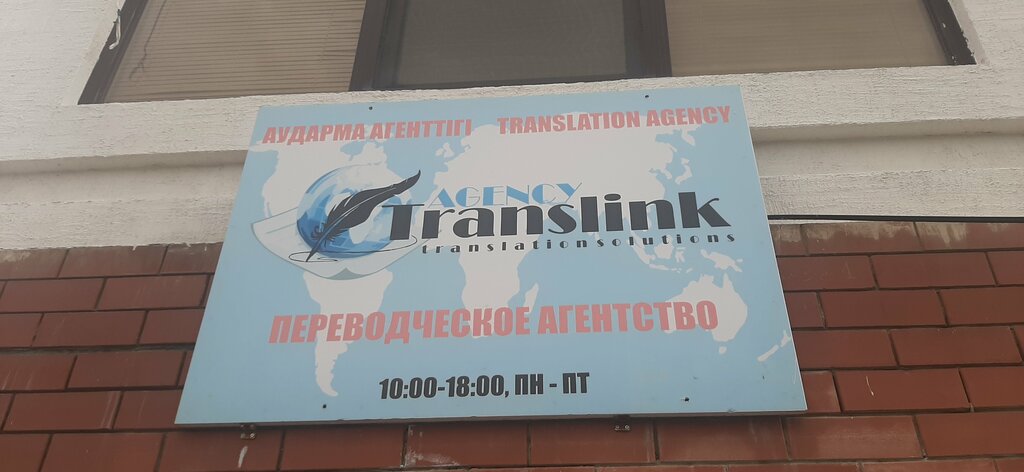 АУДАРМА АГЕНТТІГІ TRANSLATION AGENCY
AGENCY
Translink
translationsolutions
ПЕРЕВОДЧЕСКОЕ АГЕНТСТВО
10:00-18:00, ПН - ПТ